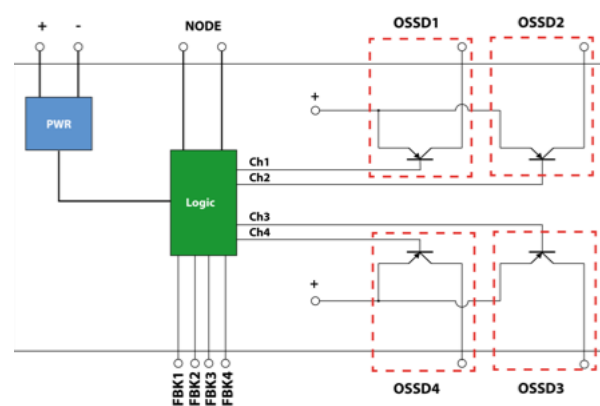 + - NODE OSSD1 OSSD2
+
PWR
Ch1
Ch2
Logic
Ch3
Ch4
+
FBK1 FBK2 FBK3 FBK4
OSSD4 OSSD3